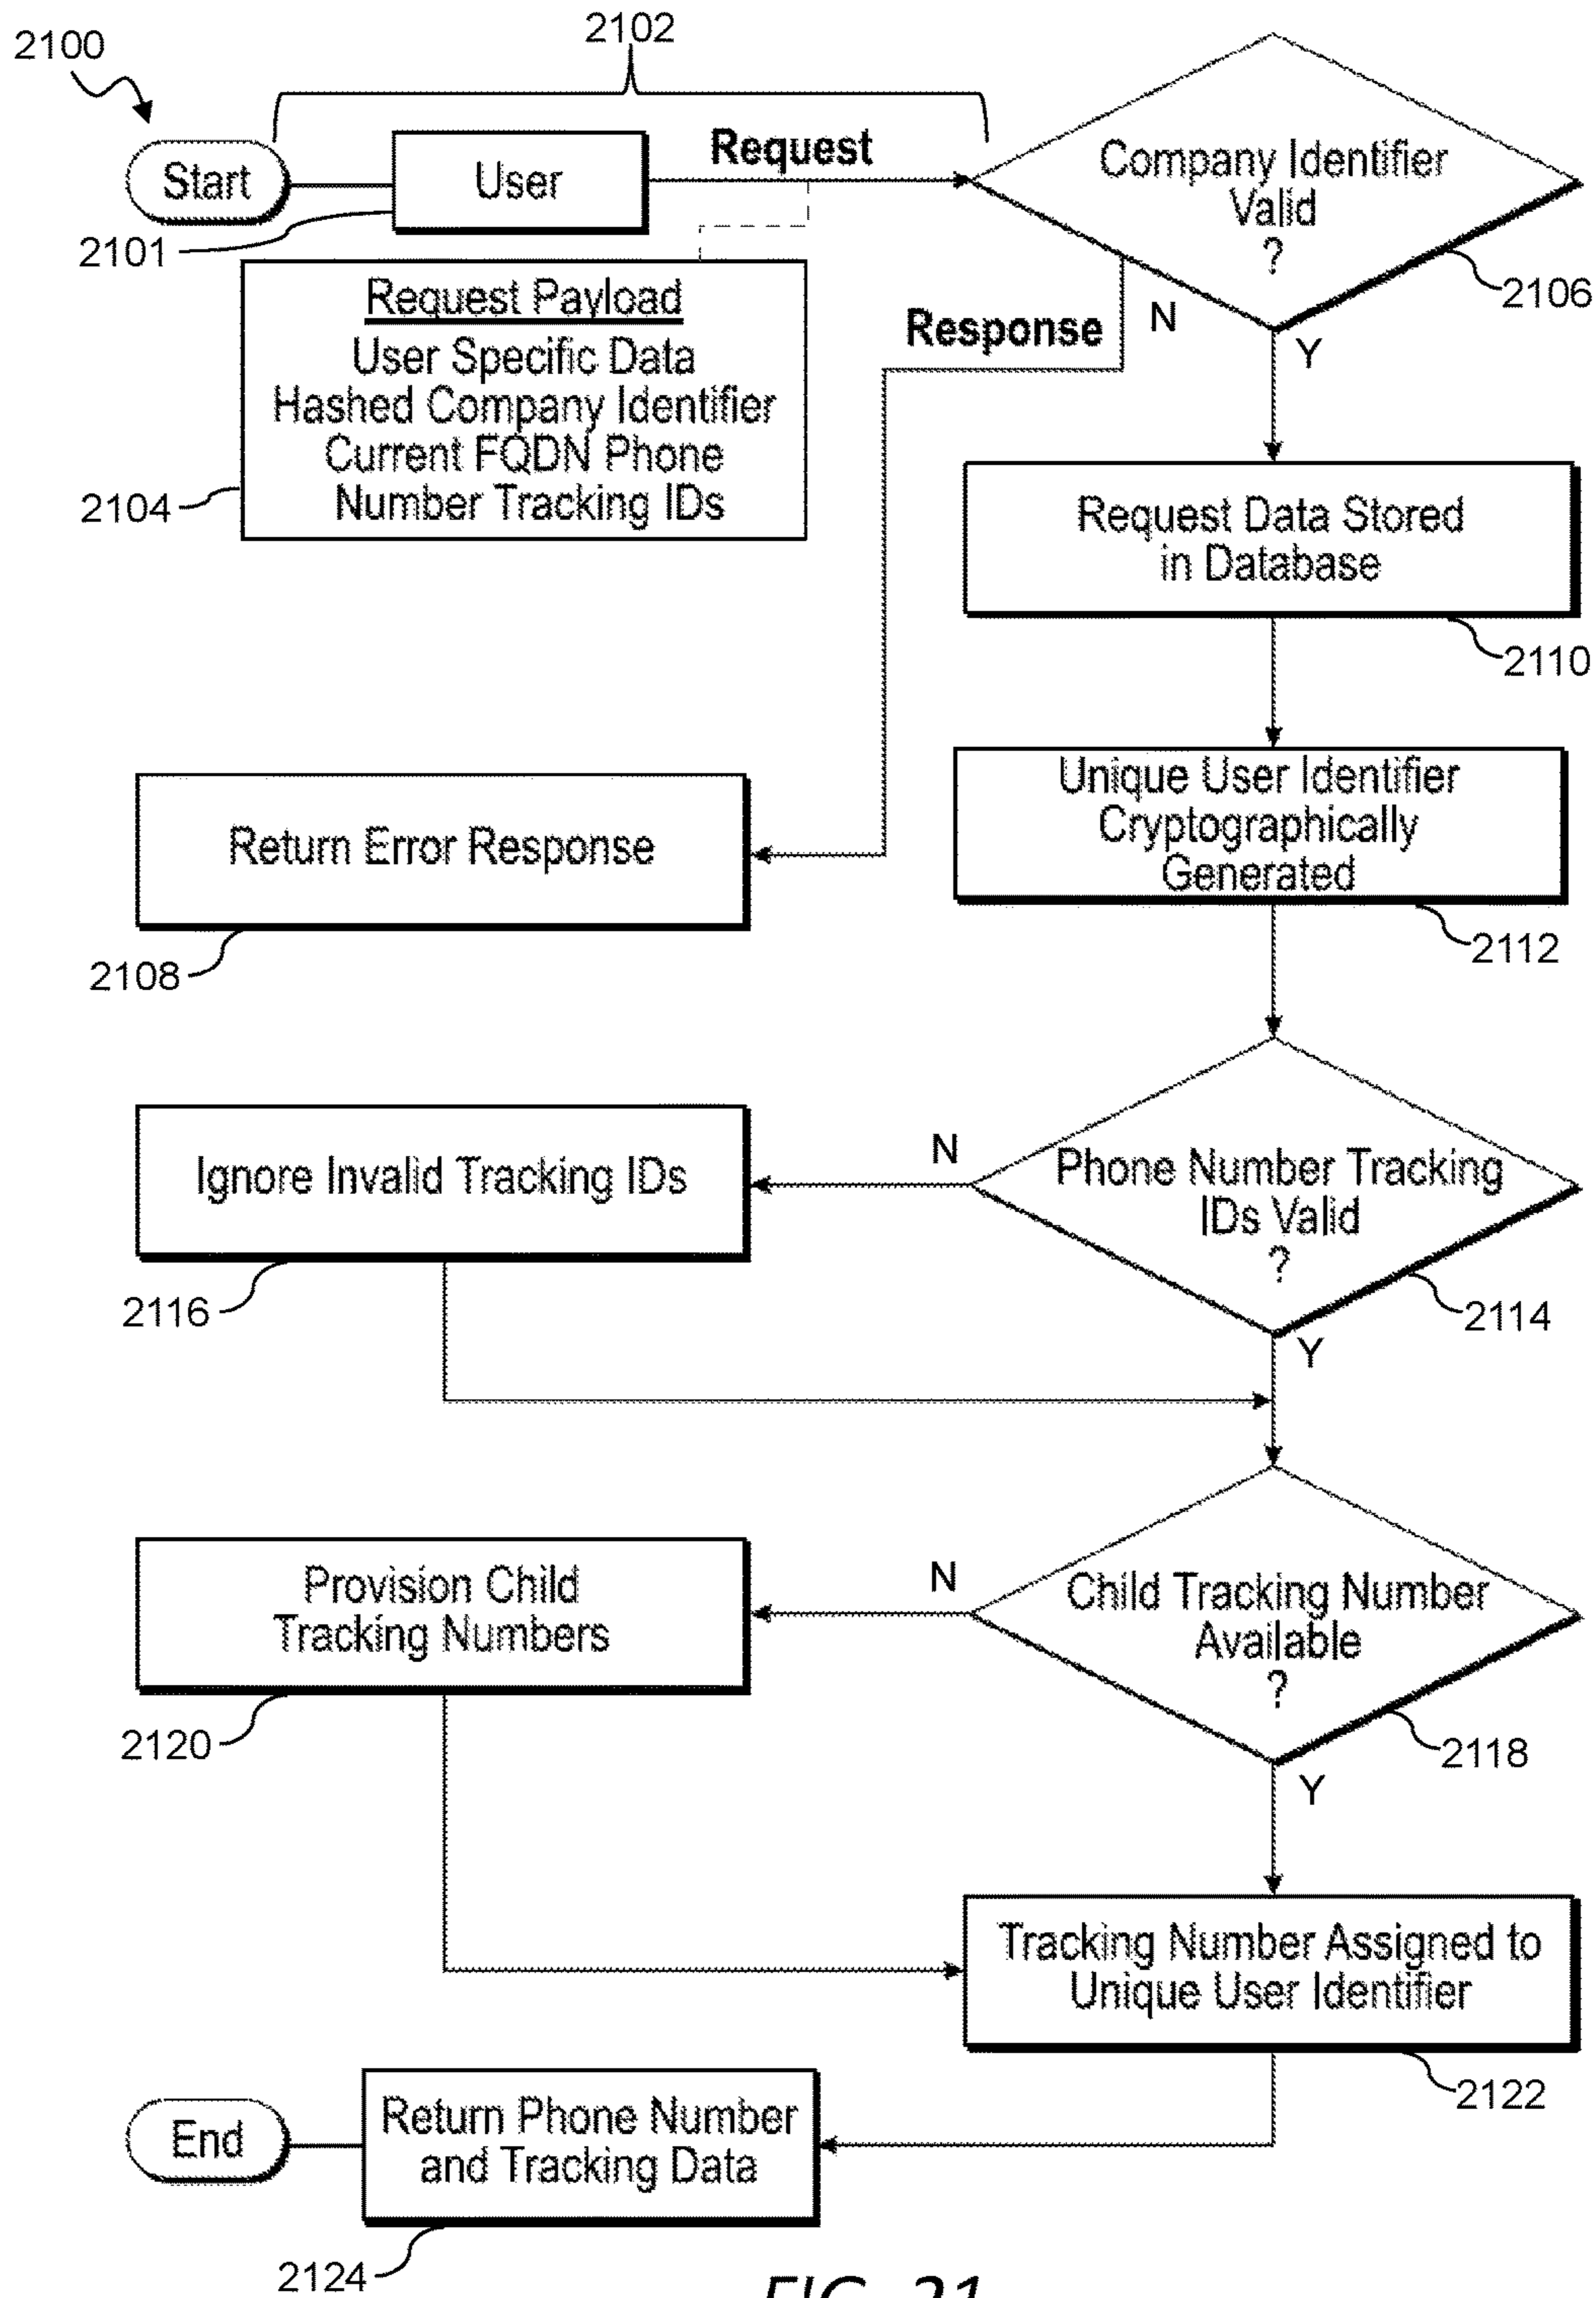 2100
2102
Start
User
Request
Company Identifier
Valid
?
2101
2106
Request Payload
User Specific Data
Hashed Company Identifier
Current FQDN Phone
Number Tracking IDs
2104
Response
N
Y
Request Data Stored
in Database
2110
Return Error Response
2108
Unique User Identifier
Cryptographically
Generated
2112
Ignore Invalid Tracking IDs
2116
N
Phone Number Tracking
IDs Valid
?
2114
Y
Provision Child
Tracking Numbers
2120
N
Child Tracking Number
Available
?
2118
Y
Tracking Number Assigned to
Unique User Identifier
2122
End
Return Phone Number
and Tracking Data
2124
FIG. 21